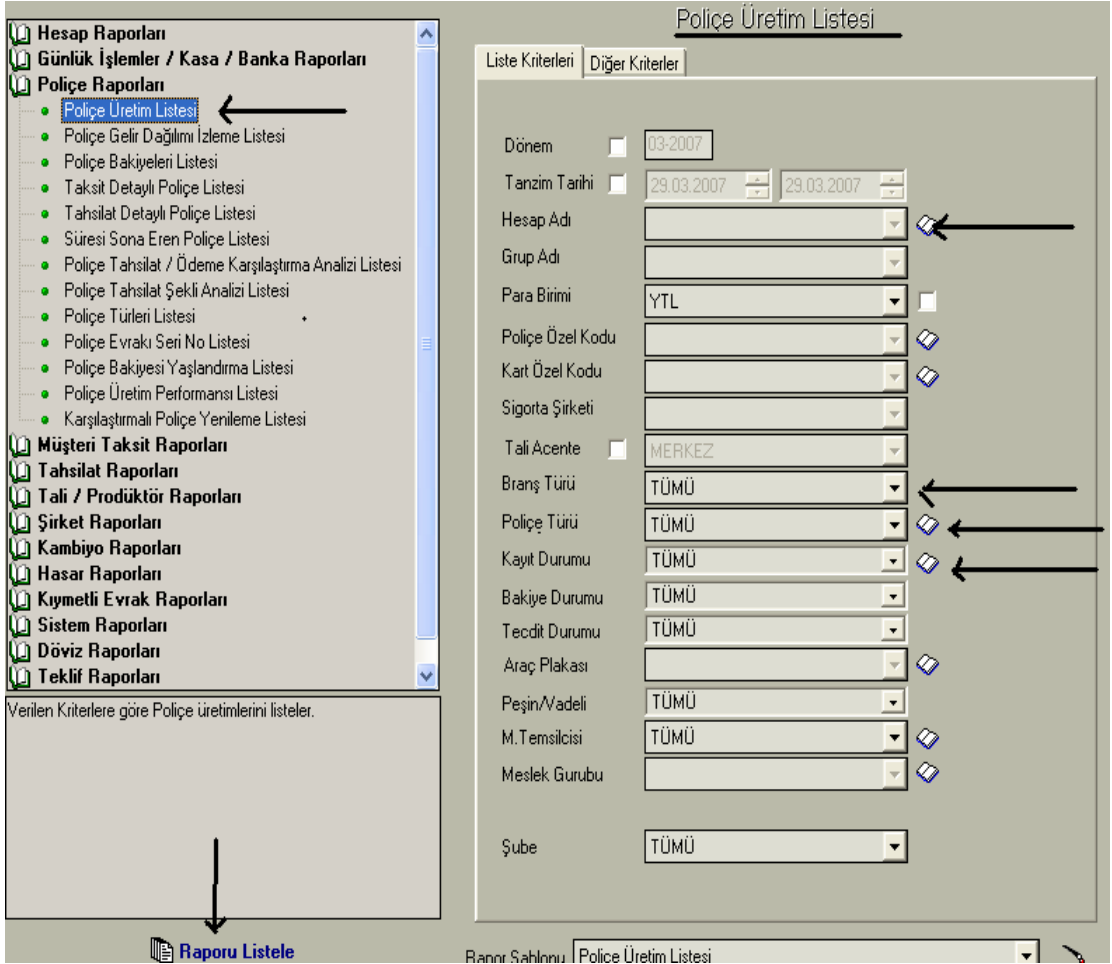 Hesap Raporları
Günlük İşlemler / Kasa / Banka Raporları
Poliçe Raporları
Poliçe Üretim Listesi
Poliçe Gelir Dağılımı İzleme Listesi
Poliçe Bakiyeleri Listesi
Taksit Detaylı Poliçe Listesi
Tahsilat Detaylı Poliçe Listesi
Süresi Sona Eren Poliçe Listesi
Poliçe Tahsilat / Ödeme Karşılaştırma Analizi Listesi
Poliçe Tahsilat Şekli Analizi Listesi
Poliçe Türleri Listesi
Poliçe Evrakı Seri No Listesi
Poliçe Bakiyesi Yaşlandırma Listesi
Poliçe Üretim Performansı Listesi
Karşılaştırmalı Poliçe Yenileme Listesi
Müşteri Taksit Raporları
Tahsilat Raporları
Tali / Prodüktör Raporları
Şirket Raporları
Kambiyo Raporları
Hasar Raporları
Kıymetli Evrak Raporları
Sistem Raporları
Döviz Raporları
Teklif Raporları
Verilen Kriterlere göre Poliçe üretimlerini listeler.
Raporu Listele
Poliçe Üretim Listesi
Liste Kriterleri Diğer Kriterler
Dönem 03-2007
Tanzim Tarihi 29.03.2007 29.03.2007
Hesap Adı
Grup Adı
Para Birimi YTL
Poliçe Özel Kodu
Kart Özel Kodu
Sigorta Şirketi
Tali Acente MERKEZ
Branş Türü TÜMÜ
Poliçe Türü TÜMÜ
Kayıt Durumu TÜMÜ
Bakiye Durumu TÜMÜ
Tecdit Durumu TÜMÜ
Araç Plakası
Peşin/Vadeli TÜMÜ
M.Temsilcisi TÜMÜ
Meslek Gurubu
Şube TÜMÜ
Rapor Şablonu Poliçe Üretim Listesi